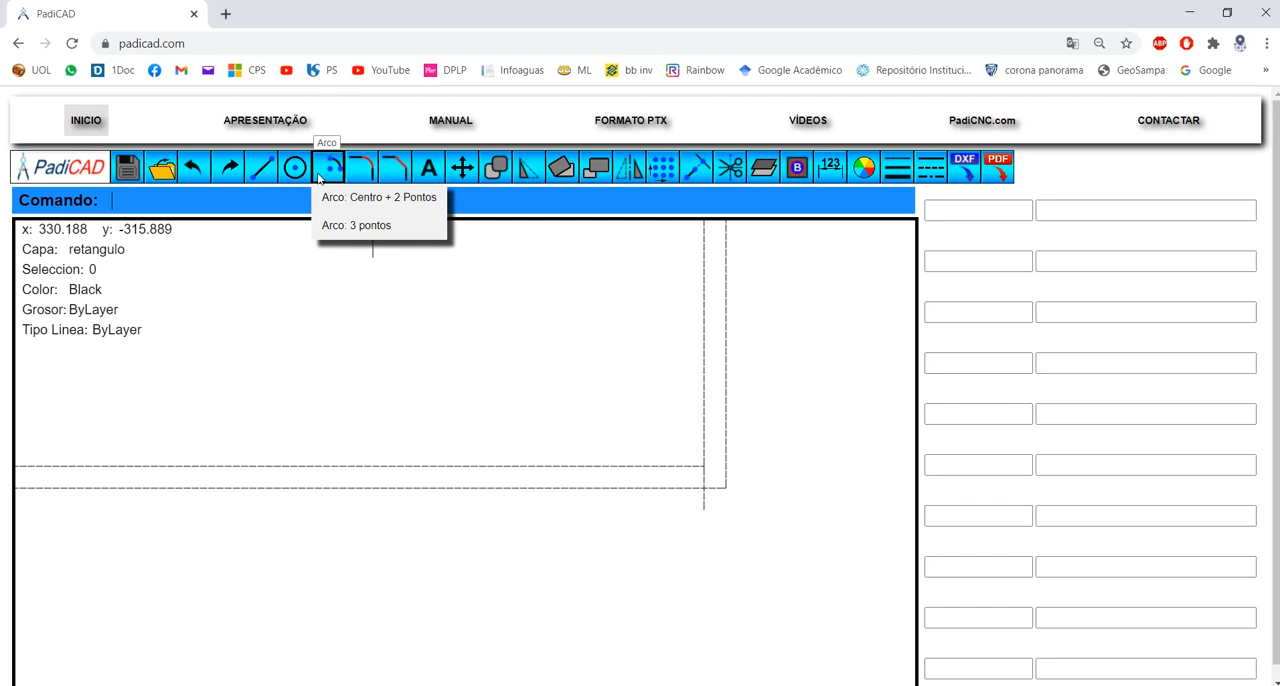 PadiCAD
padicad.com
UOL 1Doc CPS PS YouTube DPLP Infoaguas ML bb inv Rainbow Google Acadêmico Repositório Instituci... corona panorama GeoSampa Google »
INICIO APRESENTAÇÃO MANUAL FORMATO PTX VÍDEOS PadiCNC.com CONTACTAR
Arco
PadiCAD A B 123 DXF PDF
Comando:
Arco: Centro + 2 Pontos
Arco: 3 pontos
x: 330.188 y: -315.889
Capa: retangulo
Seleccion: 0
Color: Black
Grosor: ByLayer
Tipo Linea: ByLayer